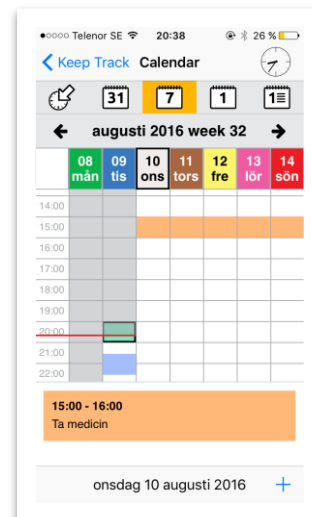 Telenor SE 20:38 26 %
Keep Track Calendar
31 7 1 1
augusti 2016 week 32
08 09 10 11 12 13 14
mån tis ons tors fre lör sön
14:00
15:00
16:00
17:00
18:00
19:00
20:00
21:00
22:00
15:00 - 16:00
Ta medicin
onsdag 10 augusti 2016 +